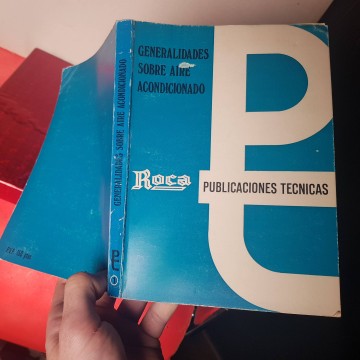 GENERALIDADES
SOBRE AIRE
ACONDICIONADO
Roca
PUBLICACIONES TECNICAS
GENERALIDADES SOBRE AIRE ACONDICIONADO